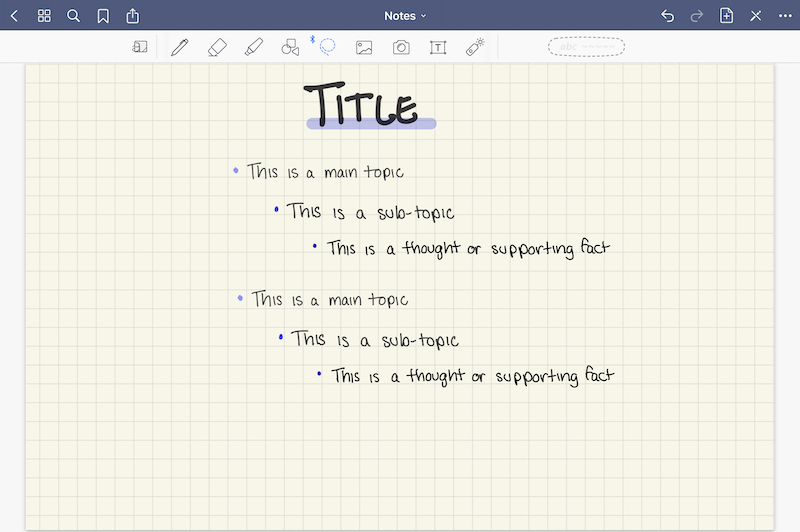 Notes
abc
TITLE
• This is a main topic
• This is a sub-topic
• This is a thought or supporting fact
• This is a main topic
• This is a sub-topic
• This is a thought or supporting fact